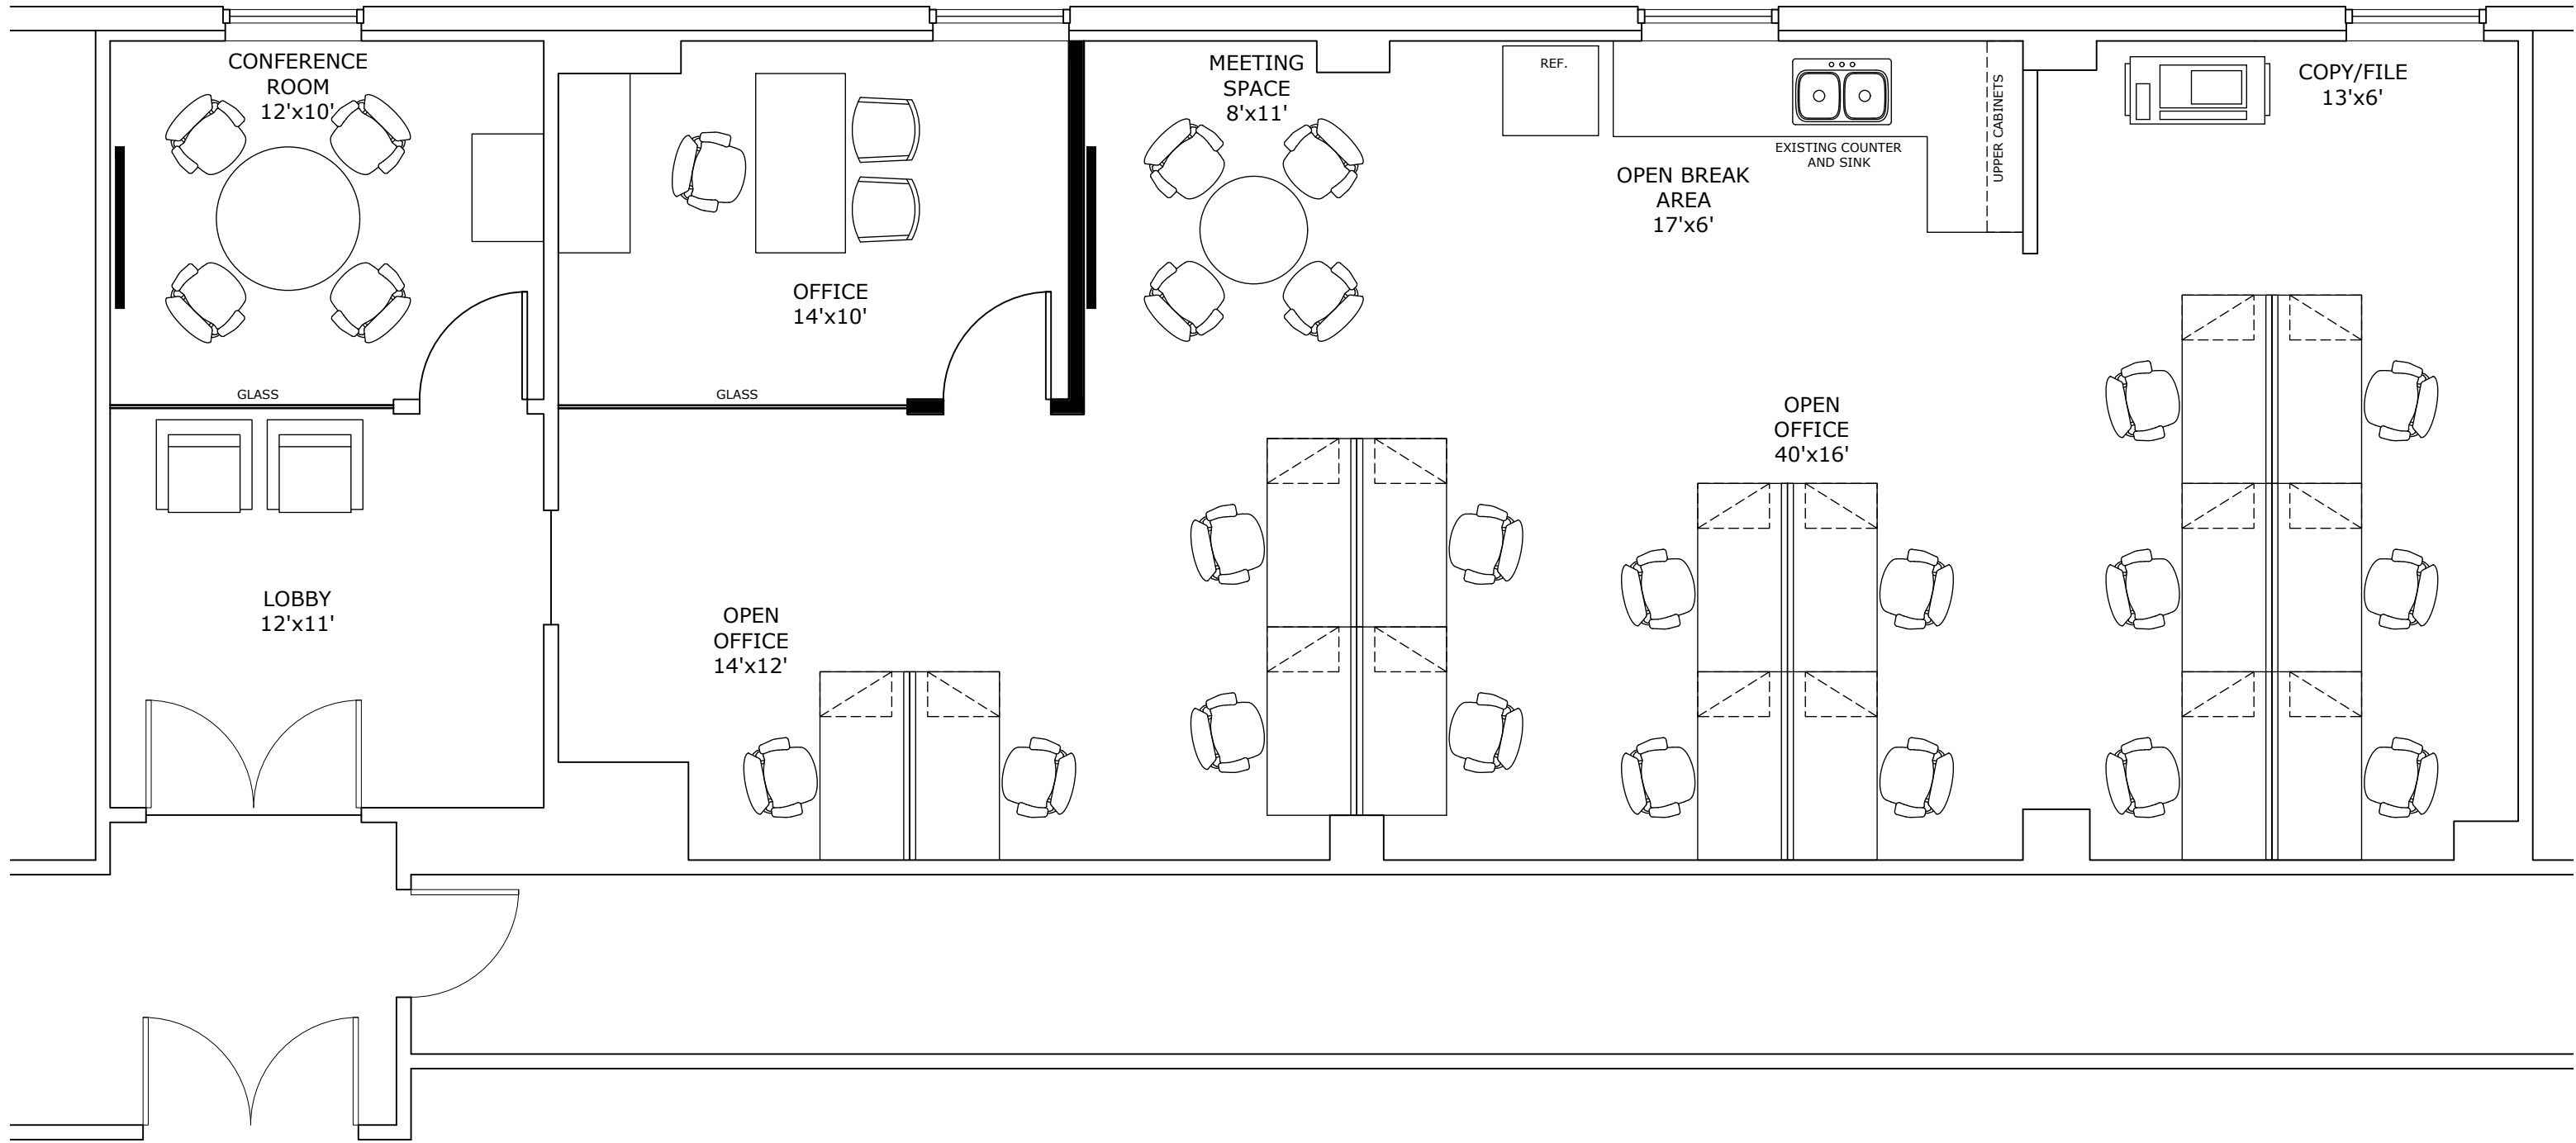 CONFERENCE
ROOM
12'x10'
MEETING
SPACE
8'x11'
REF.
UPPER CABINETS
COPY/FILE
13'x6'
EXISTING COUNTER
AND SINK
OPEN BREAK
AREA
17'x6'
OFFICE
14'x10'
GLASS
GLASS
OPEN
OFFICE
40'x16'
LOBBY
12'x11'
OPEN
OFFICE
14'x12'